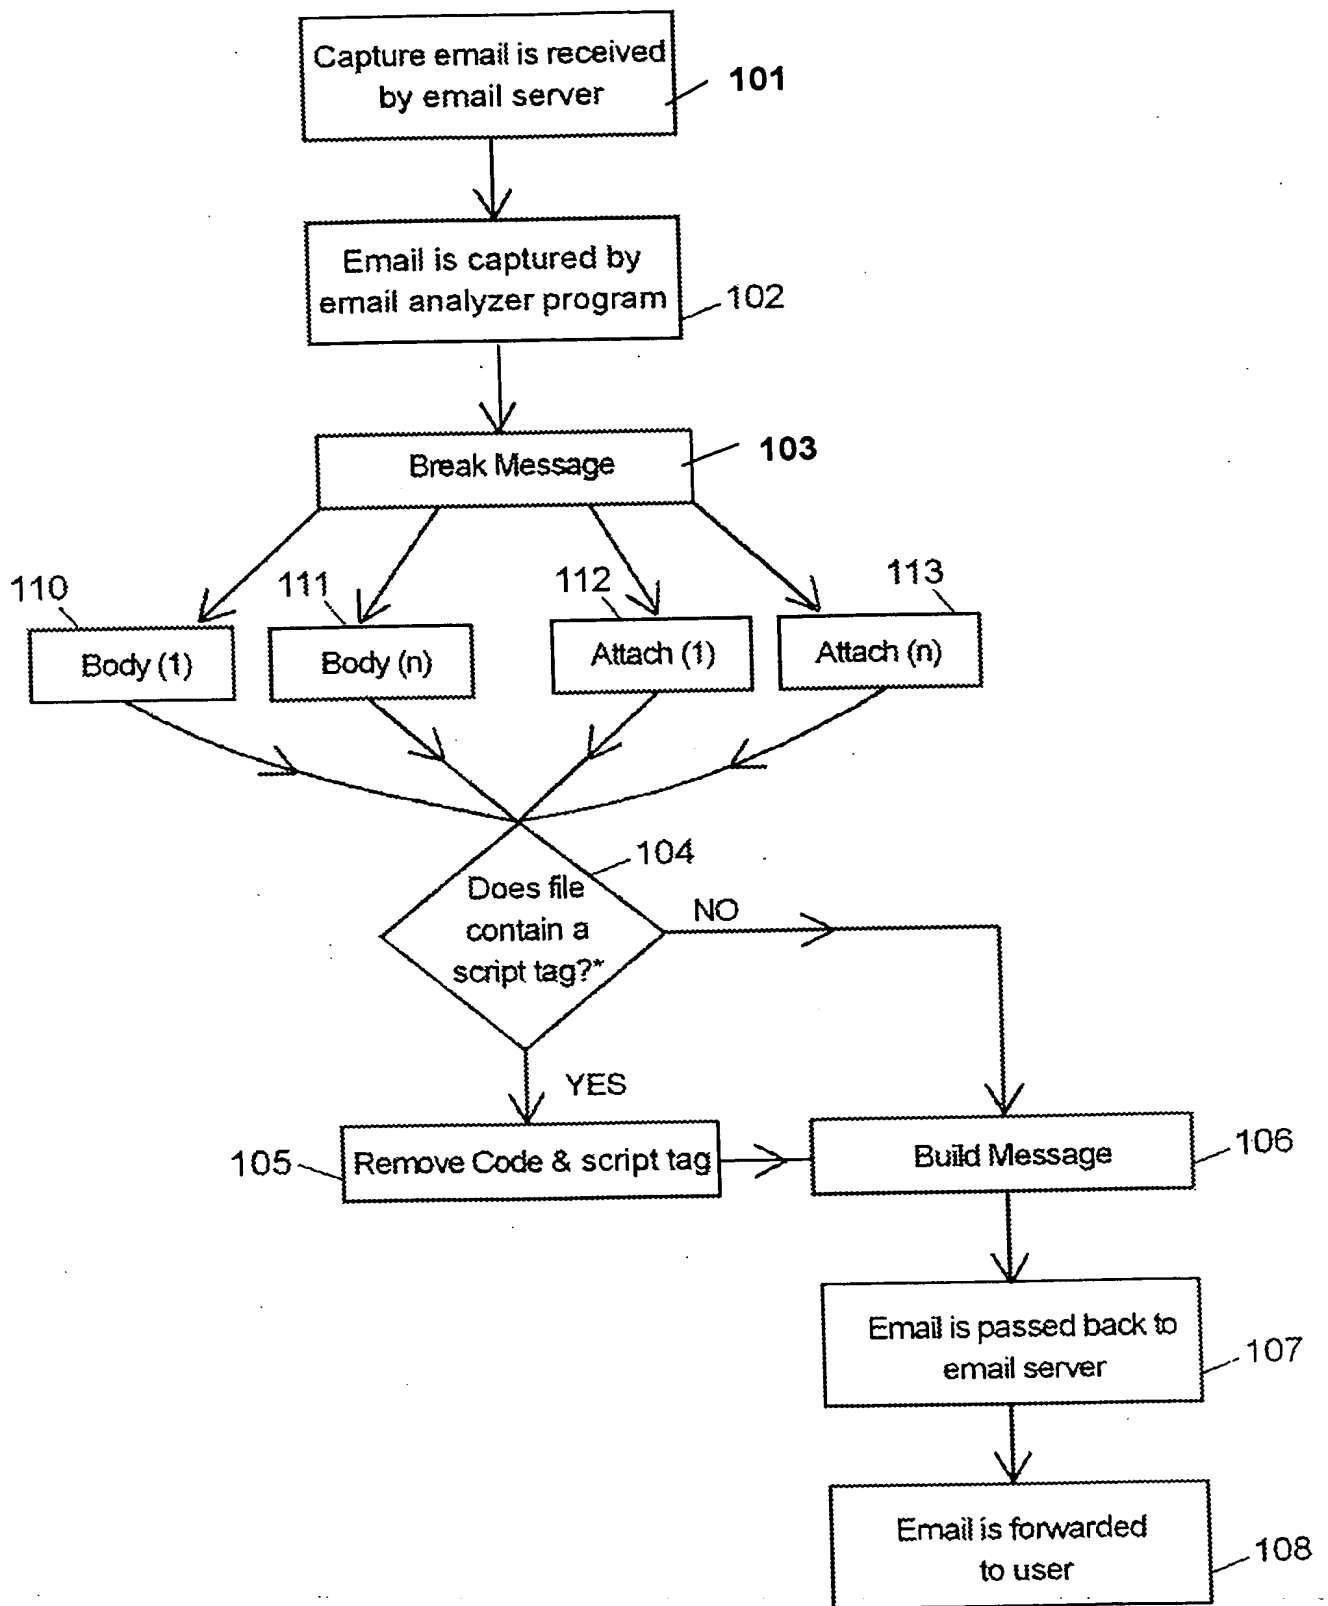 Capture email is received
by email server
101
Email is captured by
email analyzer program
102
Break Message
103
110
111
112
113
Body (1)
Body (n)
Attach (1)
Attach (n)
104
Does file
contain a
script tag?*
NO
YES
105
Remove Code & script tag
Build Message
106
Email is passed back to
email server
107
Email is forwarded
to user
108